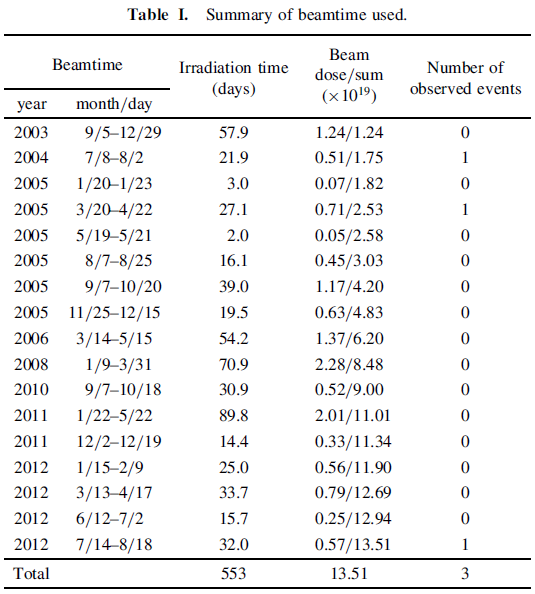 Table I. Summary of beamtime used.
Beamtime Irradiation time (days) Beam dose/sum (×10¹⁹) Number of observed events
year month/day
2003 9/5–12/29 57.9 1.24/1.24 0
2004 7/8–8/2 21.9 0.51/1.75 1
2005 1/20–1/23 3.0 0.07/1.82 0
2005 3/20–4/22 27.1 0.71/2.53 1
2005 5/19–5/21 2.0 0.05/2.58 0
2005 8/7–8/25 16.1 0.45/3.03 0
2005 9/7–10/20 39.0 1.17/4.20 0
2005 11/25–12/15 19.5 0.63/4.83 0
2006 3/14–5/15 54.2 1.37/6.20 0
2008 1/9–3/31 70.9 2.28/8.48 0
2010 9/7–10/18 30.9 0.52/9.00 0
2011 1/22–5/22 89.8 2.01/11.01 0
2011 12/2–12/19 14.4 0.33/11.34 0
2012 1/15–2/9 25.0 0.56/11.90 0
2012 3/13–4/17 33.7 0.79/12.69 0
2012 6/12–7/2 15.7 0.25/12.94 0
2012 7/14–8/18 32.0 0.57/13.51 1
Total 553 13.51 3